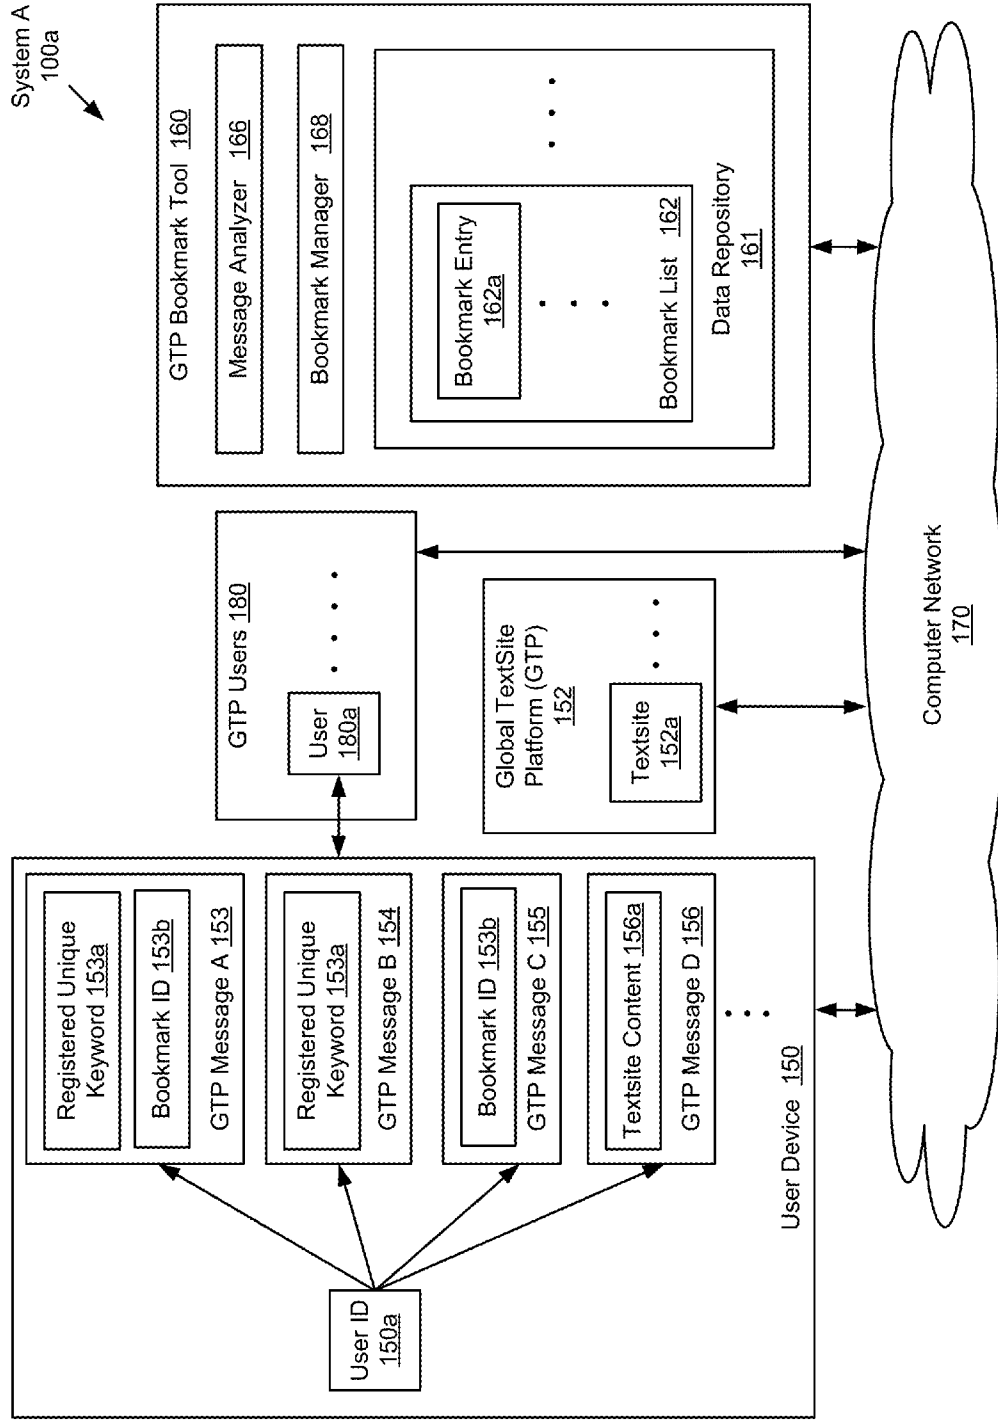 System A
100a
Registered Unique
Keyword 153a
Bookmark ID 153b
GTP Message A 153
Registered Unique
Keyword 153a
GTP Message B 154
Bookmark ID 153b
GTP Message C 155
Textsite Content 156a
GTP Message D 156
User ID
150a
User Device 150
GTP Users 180
User
180a
Global TextSite
Platform (GTP)
152
Textsite
152a
GTP Bookmark Tool 160
Message Analyzer 166
Bookmark Manager 168
Bookmark Entry
162a
Bookmark List 162
Data Repository
161
Computer Network
170